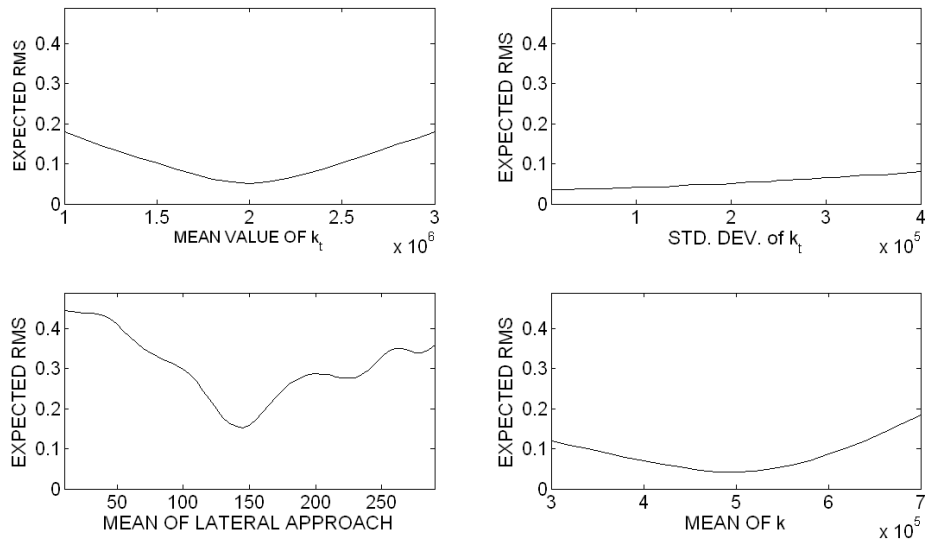 EXPECTED RMS
0.4
0.3
0.2
0.1
0
1 1.5 2 2.5 3
MEAN VALUE OF k_t
x 10^6
EXPECTED RMS
0.4
0.3
0.2
0.1
0
1 2 3 4
STD. DEV. of k_t
x 10^5
EXPECTED RMS
0.4
0.3
0.2
0.1
0
50 100 150 200 250
MEAN OF LATERAL APPROACH
EXPECTED RMS
0.4
0.3
0.2
0.1
0
3 4 5 6 7
MEAN OF k
x 10^5